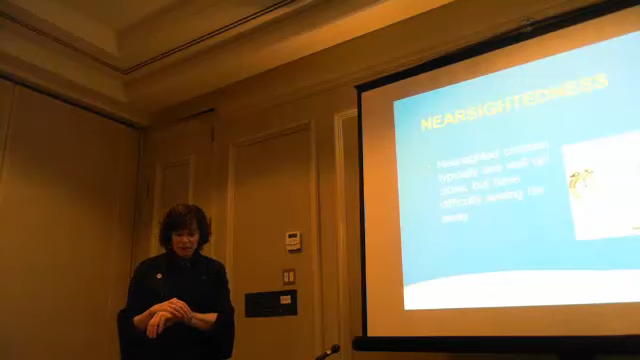 NEARSIGHTEDNESS
Nearsighted children
typically see well up
close, but have
difficulty seeing far
away